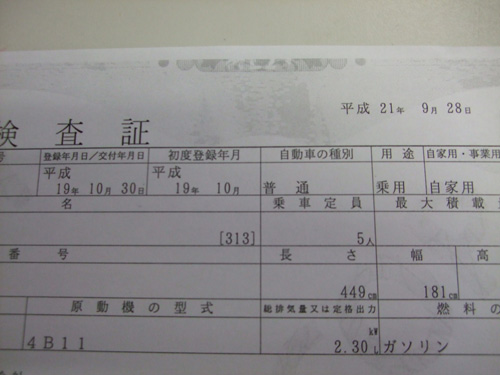 平成 21年 9月 28日
検査証
号 登録年月日/交付年月日 初度登録年月 自動車の種別 用途 自家用・事業用
平成 平成
19年 10月 30日 19年 10月 普通 乗用 自家用
名 乗車定員 最大積載
[313] 5人
番号 長さ 幅 高
449cm 181cm
原動機の型式 総排気量又は定格出力 燃料の
kW
4B11 2.30L ガソリン